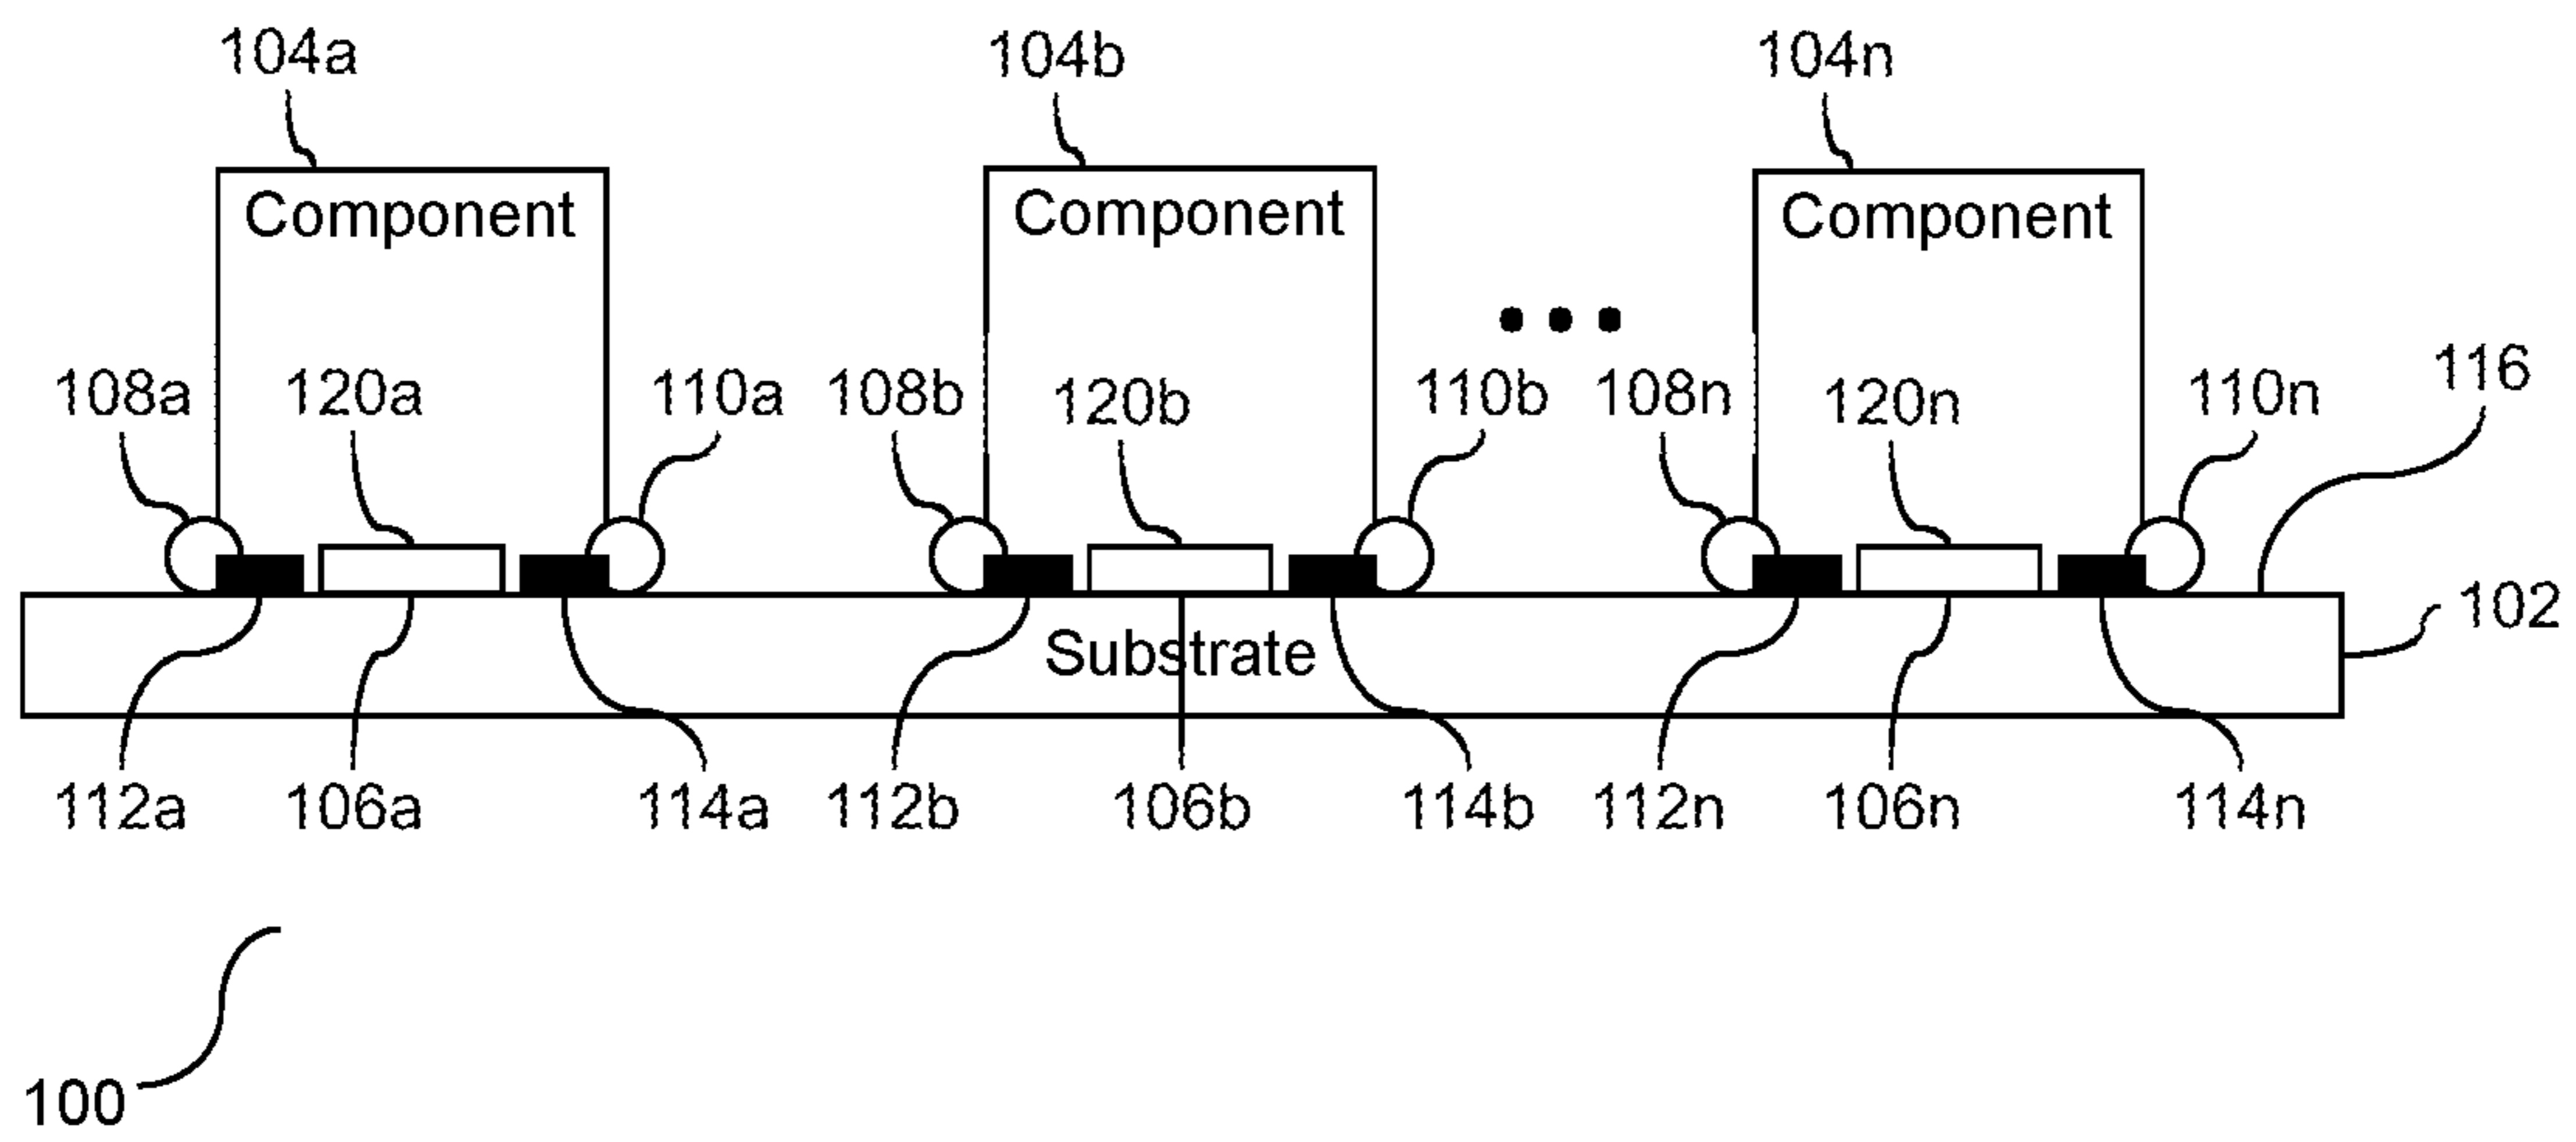 104a 104b 104n
Component Component Component
108a 120a 110a 108b 120b 110b 108n 120n 110n 116
102
Substrate
112a 106a 114a 112b 106b 114b 112n 106n 114n
100